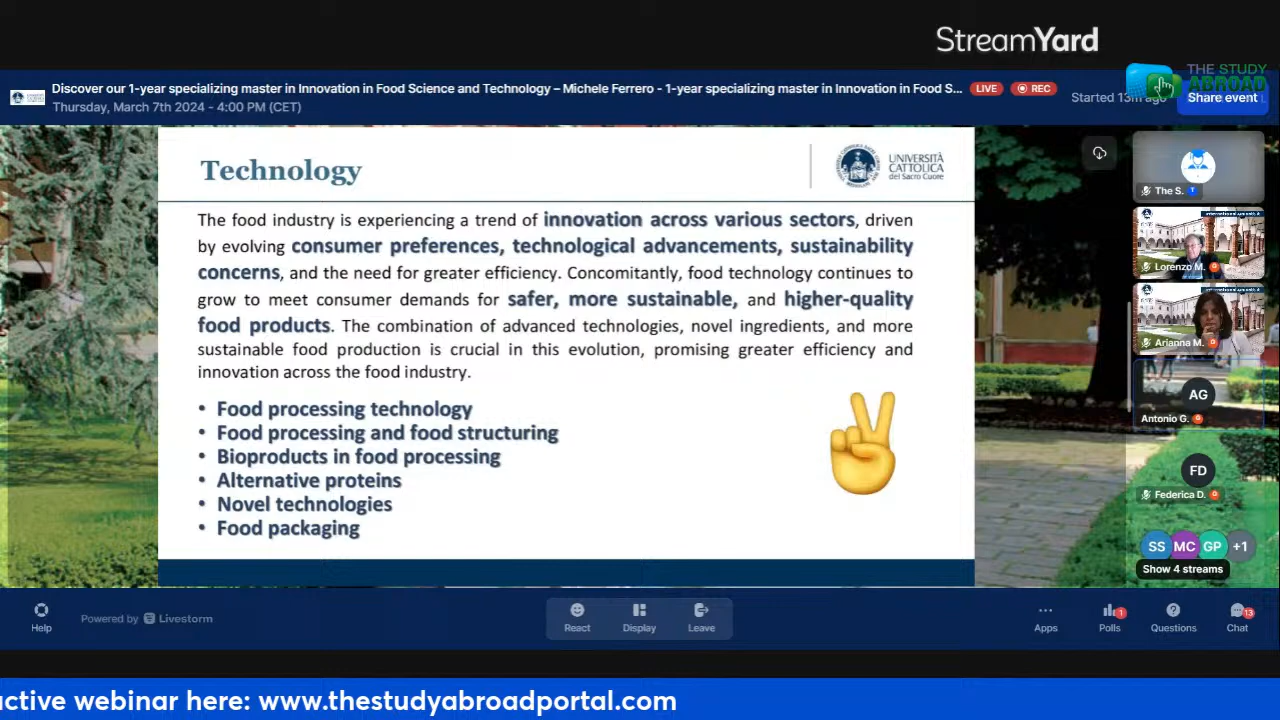 StreamYard
THE STUDY
ABROAD
Discover our 1-year specializing master in Innovation in Food Science and Technology – Michele Ferrero - 1-year specializing master in Innovation in Food S...
LIVE
REC
Thursday, March 7th 2024 - 4:00 PM (CET)
Started 13m ago
Share event
Technology
UNIVERSITÀ
CATTOLICA
del Sacro Cuore
The food industry is experiencing a trend of innovation across various sectors, driven
by evolving consumer preferences, technological advancements, sustainability
concerns, and the need for greater efficiency. Concomitantly, food technology continues to
grow to meet consumer demands for safer, more sustainable, and higher-quality
food products. The combination of advanced technologies, novel ingredients, and more
sustainable food production is crucial in this evolution, promising greater efficiency and
innovation across the food industry.
• Food processing technology
• Food processing and food structuring
• Bioproducts in food processing
• Alternative proteins
• Novel technologies
• Food packaging
The S.
Lorenzo M.
Arianna M.
AG
Antonio G.
FD
Federica D.
SS MC GP +1
Show 4 streams
Help
Powered by Livestorm
React
Display
Leave
Apps
Polls
1
Questions
Chat
13
active webinar here: www.thestudyabroadportal.com